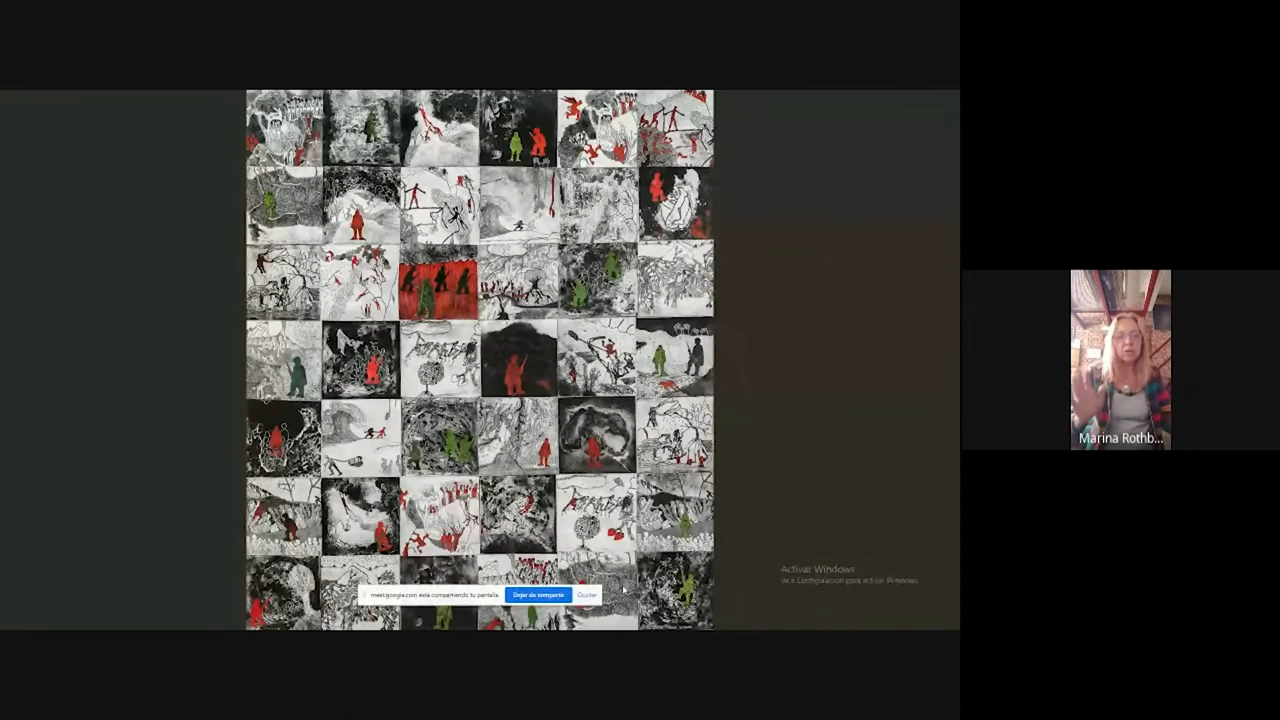 Activar Windows
Ve a Configuración para activar Windows.
meet.google.com está compartiendo tu pantalla.
Dejar de compartir
Ocultar
Marina Rothb...